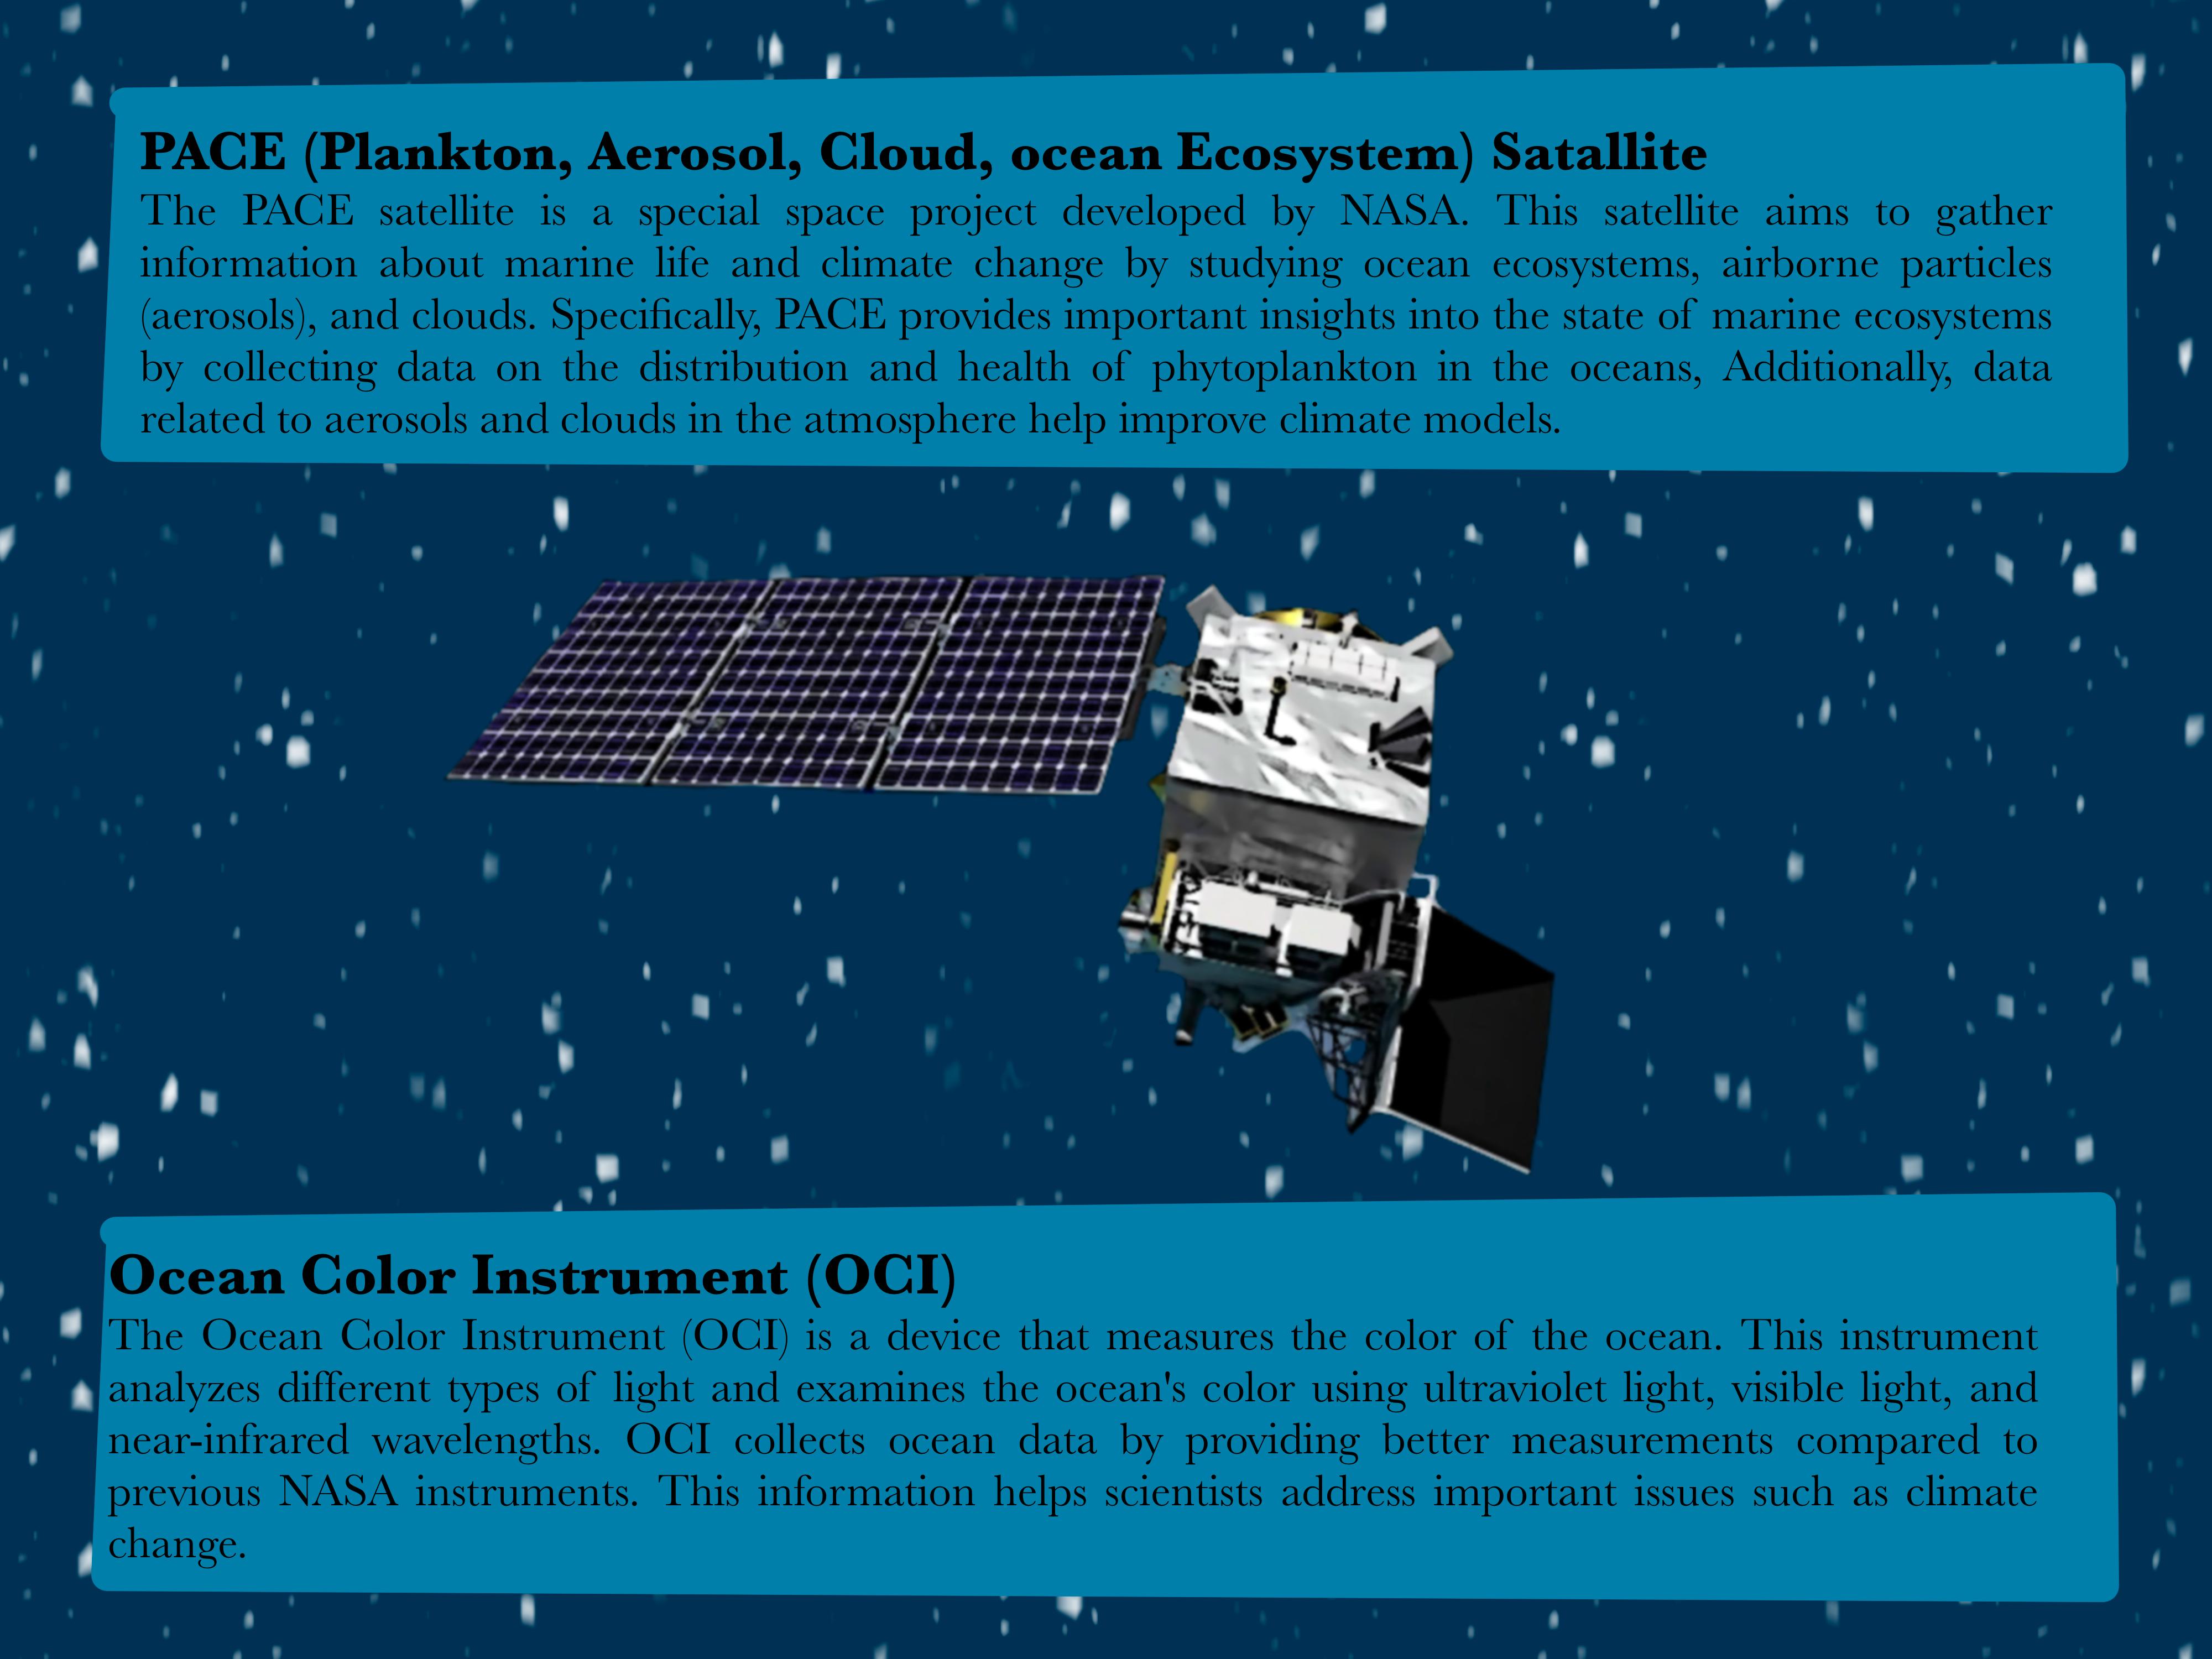 PACE (Plankton, Aerosol, Cloud, ocean Ecosystem) Satallite
The PACE satellite is a special space project developed by NASA. This satellite aims to gather
information about marine life and climate change by studying ocean ecosystems, airborne particles
(aerosols), and clouds. Specifically, PACE provides important insights into the state of marine ecosystems
by collecting data on the distribution and health of phytoplankton in the oceans, Additionally, data
related to aerosols and clouds in the atmosphere help improve climate models.
Ocean Color Instrument (OCI)
The Ocean Color Instrument (OCI) is a device that measures the color of the ocean. This instrument
analyzes different types of light and examines the ocean's color using ultraviolet light, visible light, and
near-infrared wavelengths. OCI collects ocean data by providing better measurements compared to
previous NASA instruments. This information helps scientists address important issues such as climate
change.